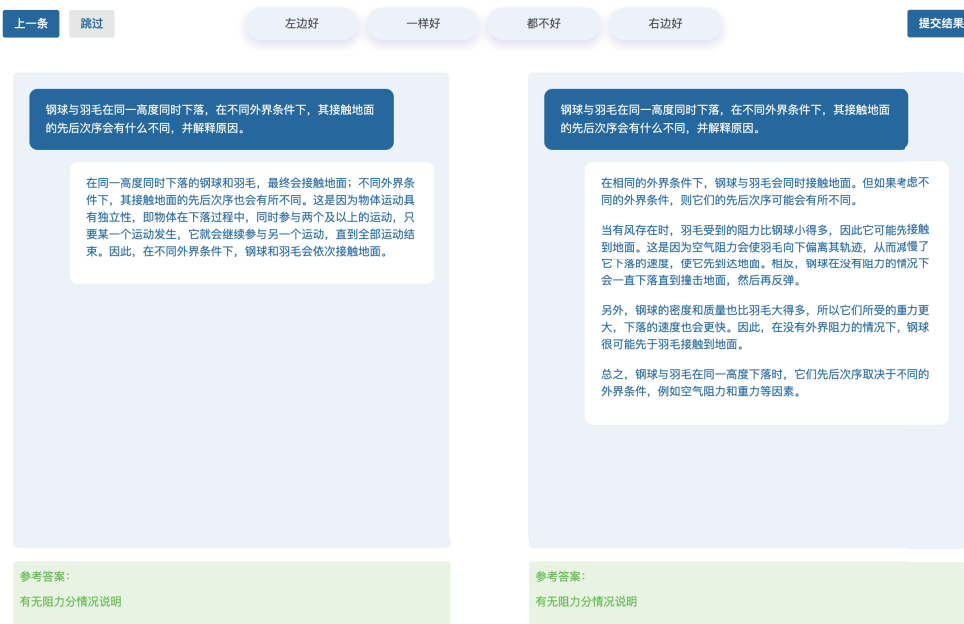 上一条 跳过 左边好 一样好 都不好 右边好 提交结果
钢球与羽毛在同一高度同时下落，在不同外界条件下，其接触地面
的先后次序会有什么不同，并解释原因。
在同一高度同时下落的钢球和羽毛，最终会接触地面；不同外界条
件下，其接触地面的先后次序也会有所不同。这是因为物体运动具
有独立性，即物体在下落过程中，同时参与两个及以上的运动，只
要某一个运动发生，它就会继续参与另一个运动，直到全部运动结
束。因此，在不同外界条件下，钢球和羽毛会依次接触地面。
参考答案：
有无阻力分情况说明
钢球与羽毛在同一高度同时下落，在不同外界条件下，其接触地面
的先后次序会有什么不同，并解释原因。
在相同的外界条件下，钢球与羽毛会同时接触地面。但如果考虑不
同的外界条件，则它们的先后次序可能会有所不同。
当有风存在时，羽毛受到的阻力比钢球小得多，因此它可能先接触
到地面。这是因为空气阻力会使羽毛向下偏离其轨迹，从而减慢了
它下落的速度，使它先到达地面。相反，钢球在没有阻力的情况下
会一直下落直到撞击地面，然后再反弹。
另外，钢球的密度和质量也比羽毛大得多，所以它们所受的重力更
大，下落的速度也会更快。因此，在没有外界阻力的情况下，钢球
很可能先于羽毛接触到地面。
总之，钢球与羽毛在同一高度下落时，它们先后次序取决于不同的
外界条件，例如空气阻力和重力等因素。
参考答案：
有无阻力分情况说明